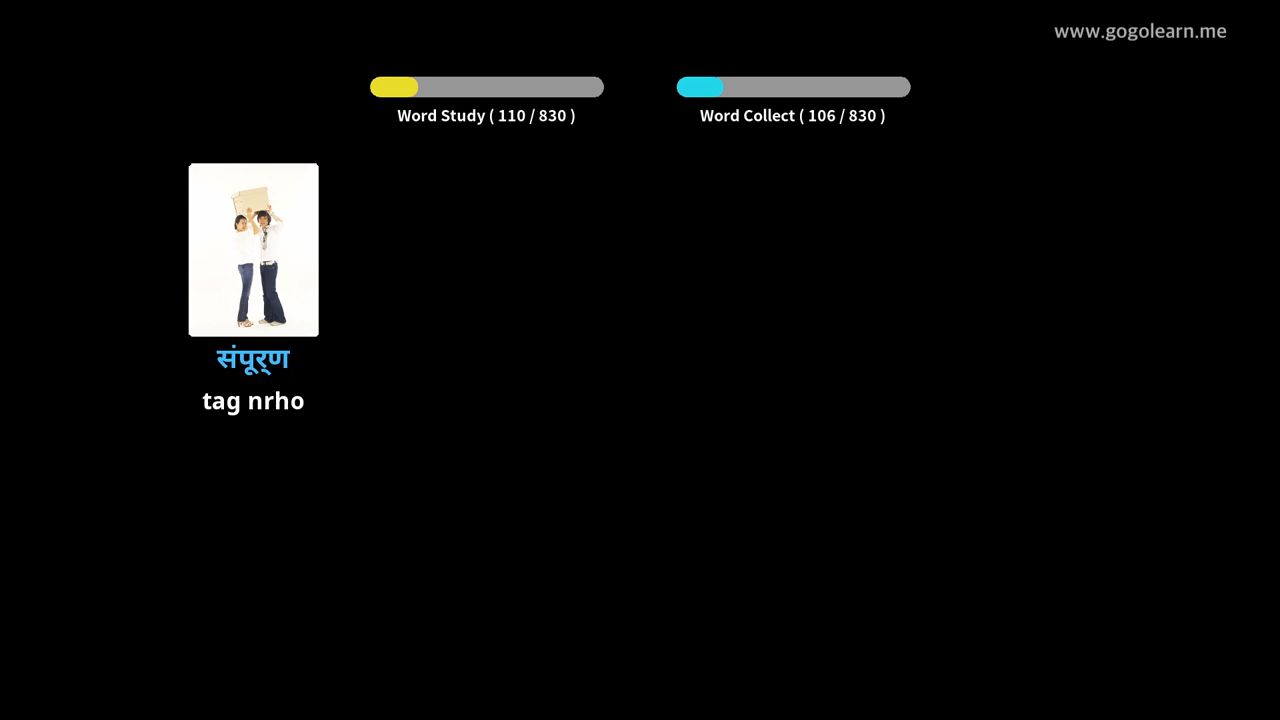 www.gogolearn.me
Word Study ( 110 / 830 )
Word Collect ( 106 / 830 )
संपूर्ण
tag nrho